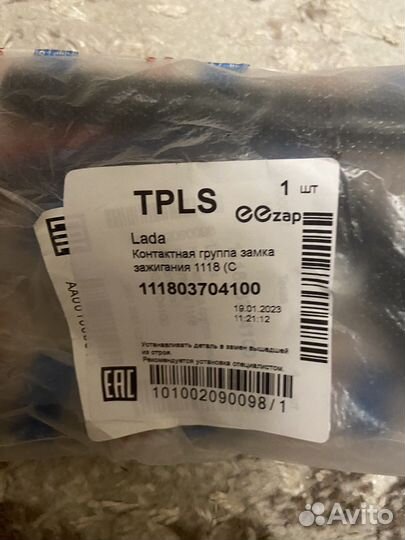 TPLS
1 шт
eezap
Lada
Контактная группа замка
зажигания 1118 (С
111803704100
19.01.2023
11:21:12
Устанавливать деталь в замен вышедшей
из строя.
Рекомендуется установка специалистом.
EAC
101002090098/1
Avito